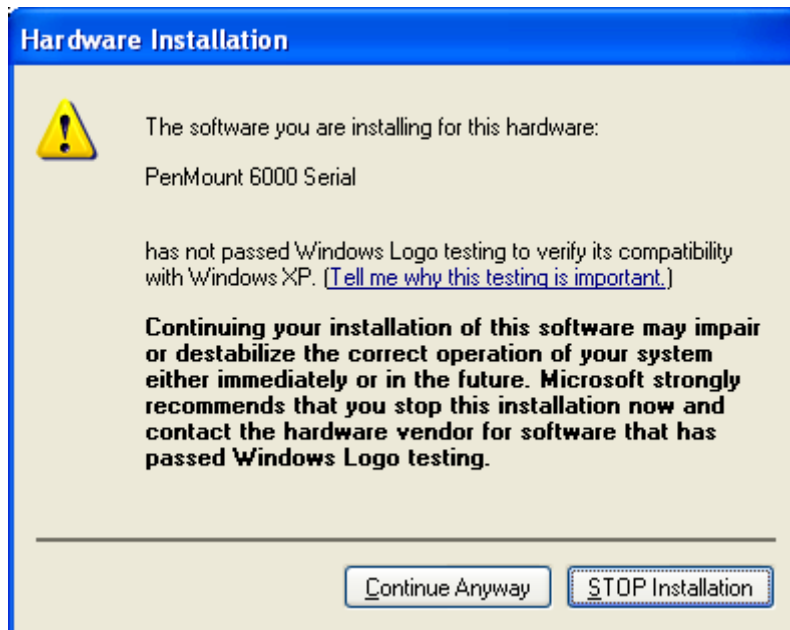 Hardware Installation
The software you are installing for this hardware:
PenMount 6000 Serial
has not passed Windows Logo testing to verify its compatibility
with Windows XP. (Tell me why this testing is important.)
Continuing your installation of this software may impair
or destabilize the correct operation of your system
either immediately or in the future. Microsoft strongly
recommends that you stop this installation now and
contact the hardware vendor for software that has
passed Windows Logo testing.
Continue Anyway
STOP Installation